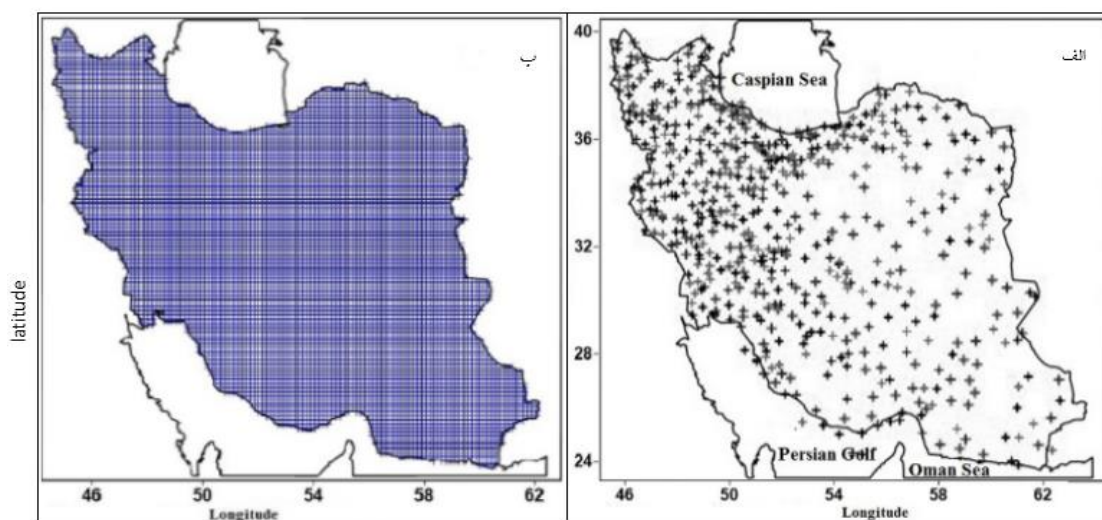 ب
الف
Caspian Sea
Persian Golf
Oman Sea
latitude
40
36
32
28
24
46 50 54 58 62
Longitude
46 50 54 58 62
Longitude